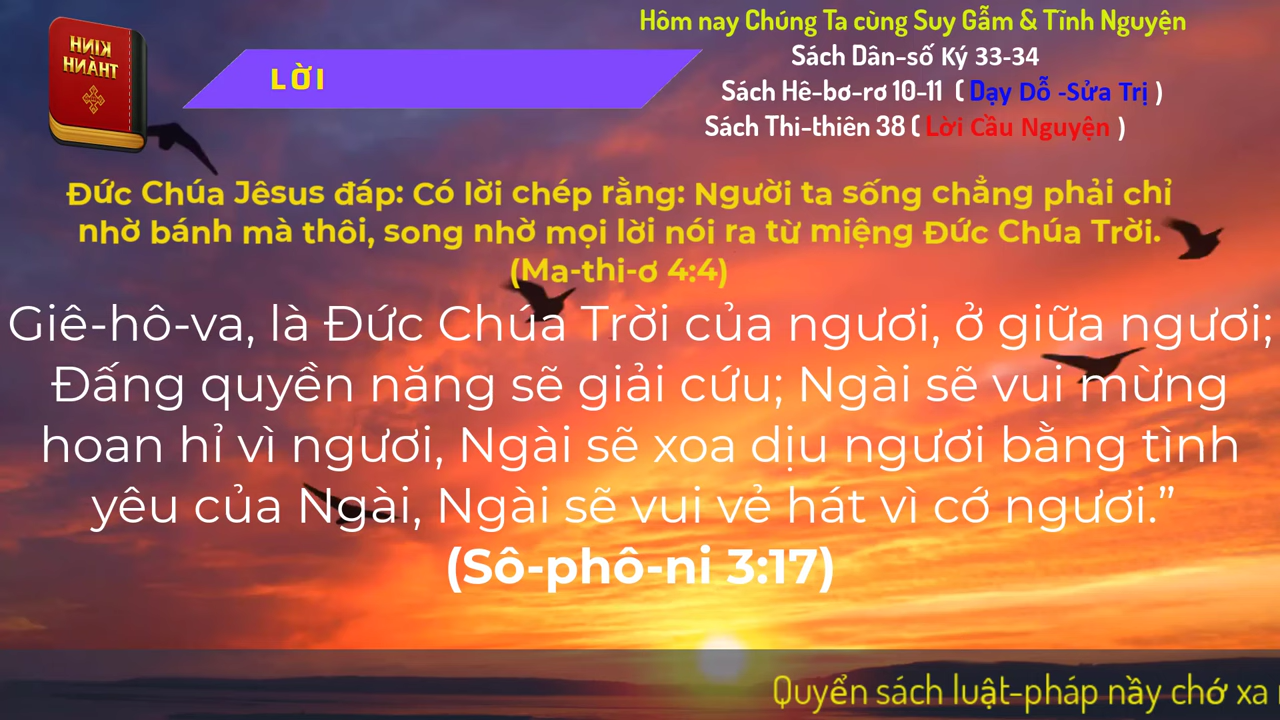 KINH
THÁNH
LỜI
Hôm nay Chúng Ta cùng Suy Gẫm & Tĩnh Nguyện
Sách Dân-số Ký 33-34
Sách Hê-bơ-rơ 10-11 ( Dạy Dỗ -Sửa Trị )
Sách Thi-thiên 38 ( Lời Cầu Nguyện )
Đức Chúa Jêsus đáp: Có lời chép rằng: Người ta sống chẳng phải chỉ
nhờ bánh mà thôi, song nhờ mọi lời nói ra từ miệng Đức Chúa Trời.
(Ma-thi-ơ 4:4)
Giê-hô-va, là Đức Chúa Trời của ngươi, ở giữa ngươi;
Đấng quyền năng sẽ giải cứu; Ngài sẽ vui mừng
hoan hỉ vì ngươi, Ngài sẽ xoa dịu ngươi bằng tình
yêu của Ngài, Ngài sẽ vui vẻ hát vì cớ ngươi.”
(Sô-phô-ni 3:17)
Quyển sách luật-pháp nầy chớ xa